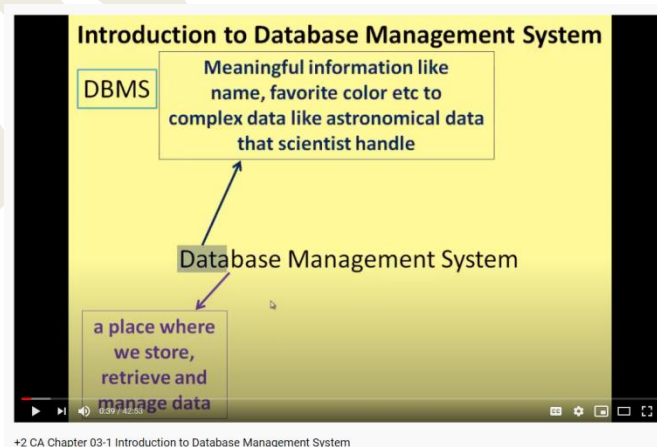 Introduction to Database Management System
DBMS
Meaningful information like
name, favorite color etc to
complex data like astronomical data
that scientist handle
Database Management System
a place where
we store,
retrieve and
manage data
0:39 / 42:53
CC
+2 CA Chapter 03-1 Introduction to Database Management System